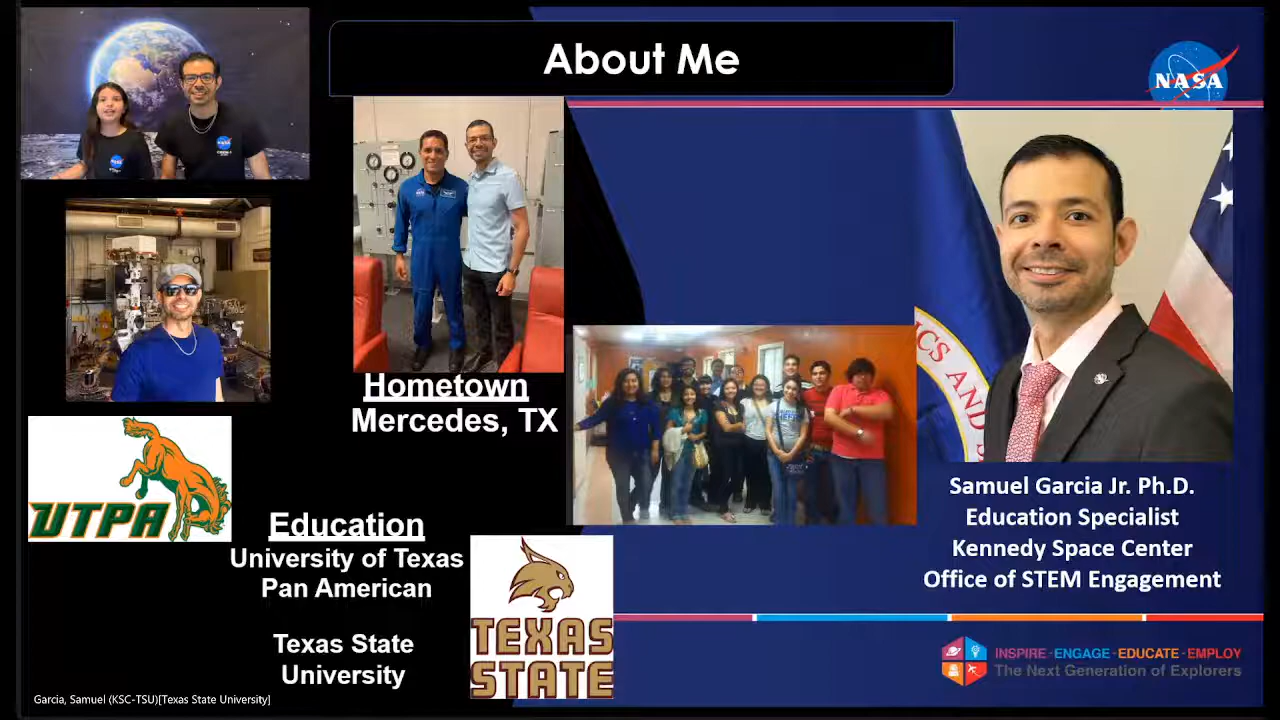 About Me
NASA
Hometown
Mercedes, TX
ICS AND
UTPA
Education
University of Texas
Pan American
Texas State
University
TEXAS
STATE
Samuel Garcia Jr. Ph.D.
Education Specialist
Kennedy Space Center
Office of STEM Engagement
INSPIRE - ENGAGE - EDUCATE - EMPLOY
The Next Generation of Explorers
Garcia, Samuel (KSC-TSU)[Texas State University]